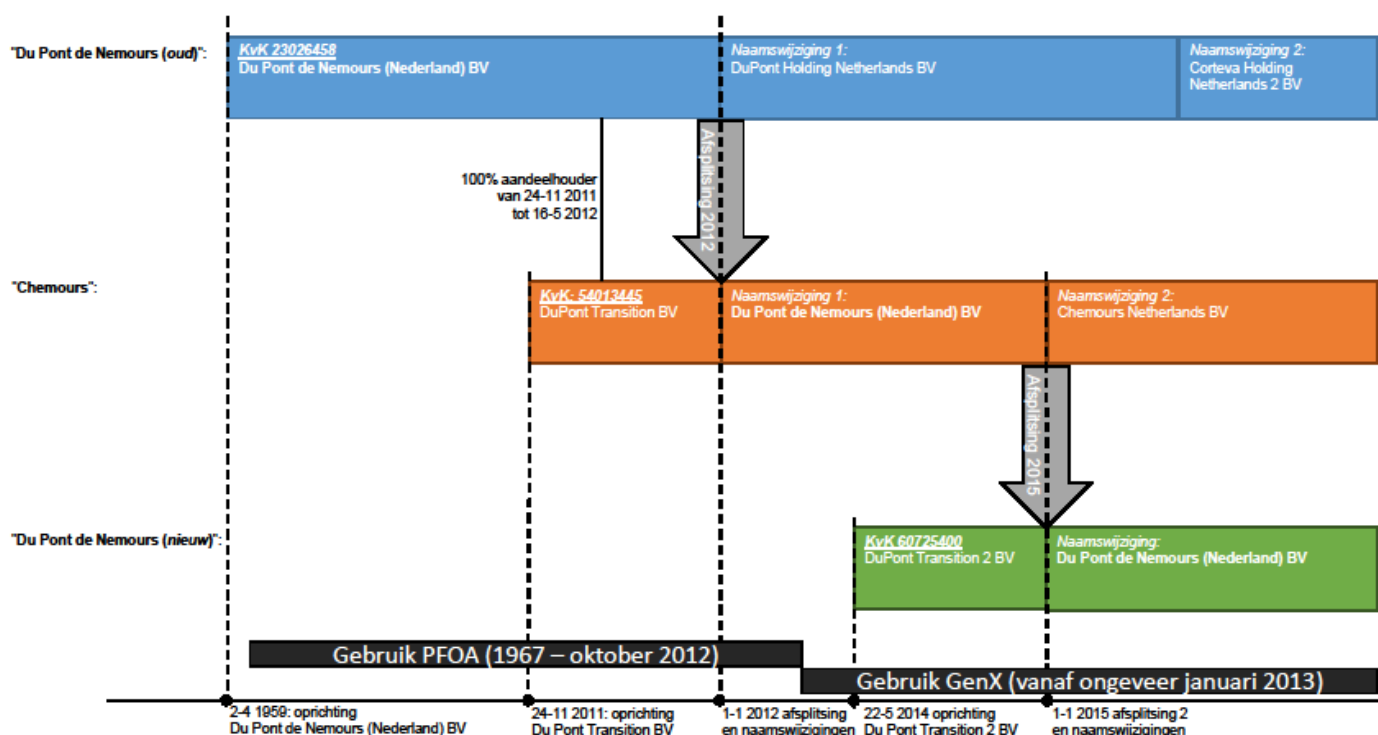 "Du Pont de Nemours (oud)":
KvK 23026458
Du Pont de Nemours (Nederland) BV
Naamswijziging 1:
DuPont Holding Netherlands BV
Naamswijziging 2:
Corteva Holding
Netherlands 2 BV
100% aandeelhouder
van 24-11 2011
tot 16-5 2012
Afsplitsing 2012
"Chemours":
KvK: 54013445
DuPont Transition BV
Naamswijziging 1:
Du Pont de Nemours (Nederland) BV
Naamswijziging 2:
Chemours Netherlands BV
Afsplitsing 2015
"Du Pont de Nemours (nieuw)":
KvK 60725400
DuPont Transition 2 BV
Naamswijziging:
Du Pont de Nemours (Nederland) BV
Gebruik PFOA (1967 – oktober 2012)
Gebruik GenX (vanaf ongeveer januari 2013)
2-4 1959: oprichting
Du Pont de Nemours (Nederland) BV
24-11 2011: oprichting
Du Pont Transition BV
1-1 2012 afsplitsing
en naamswijzigingen
22-5 2014 oprichting
Du Pont Transition 2 BV
1-1 2015 afsplitsing 2
en naamswijzigingen